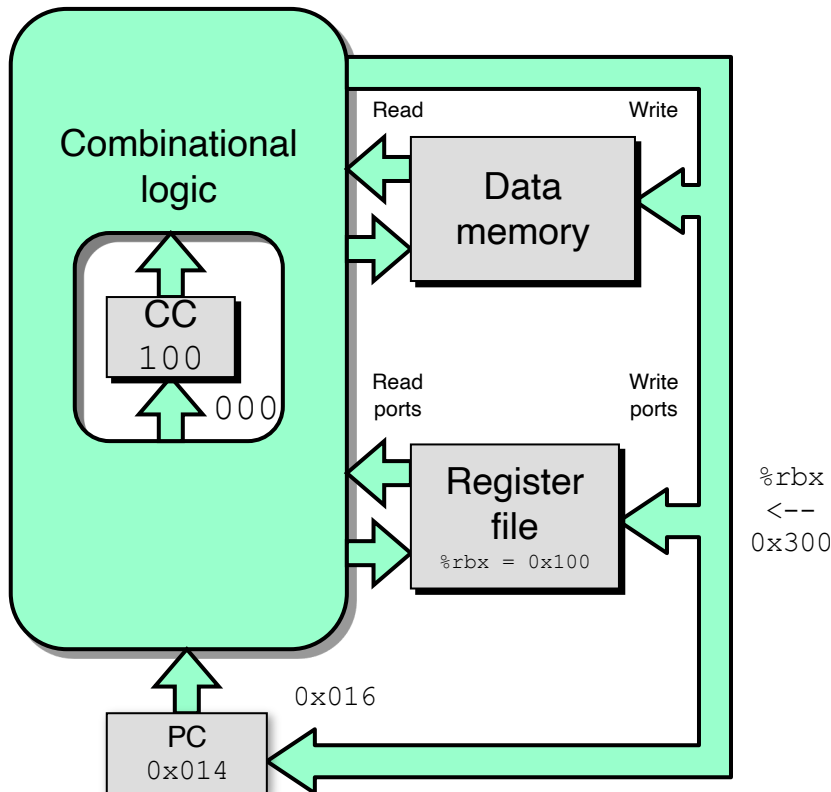 Combinational
logic
CC
100
000
Read
Write
Data
memory
Read
ports
Write
ports
Register
file
%rbx = 0x100
%rbx
<--
0x300
0x016
PC
0x014